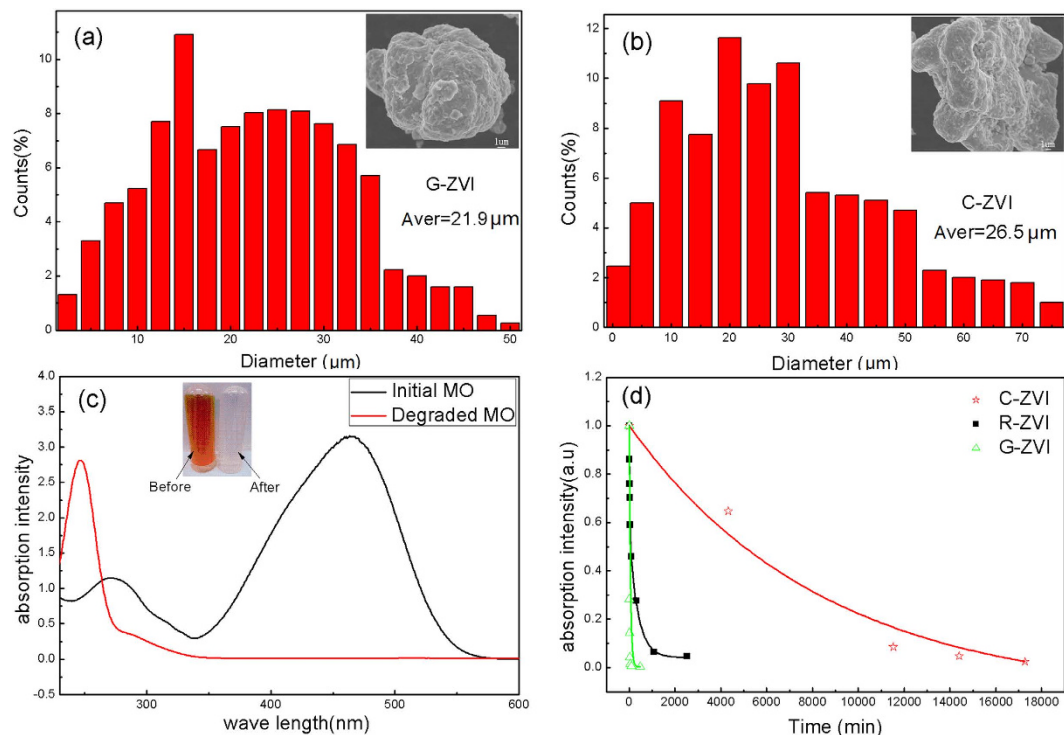 (a)
1um
G-ZVI
Aver=21.9 μm
Counts(%)
10
8
6
4
2
0
10
20
30
40
50
Diameter (μm)
(b)
1um
C-ZVI
Aver=26.5 μm
Counts(%)
12
10
8
6
4
2
0
0
10
20
30
40
50
60
70
Diameter (μm)
(c)
Initial MO
Degraded MO
Before
After
absorption intensity
4.0
3.5
3.0
2.5
2.0
1.5
1.0
0.5
0.0
-0.5
300
400
500
600
wave length(nm)
(d)
C-ZVI
R-ZVI
G-ZVI
absorption intensity(a.u)
1.2
1.0
0.8
0.6
0.4
0.2
0.0
0
2000
4000
6000
8000
10000
12000
14000
16000
18000
Time (min)